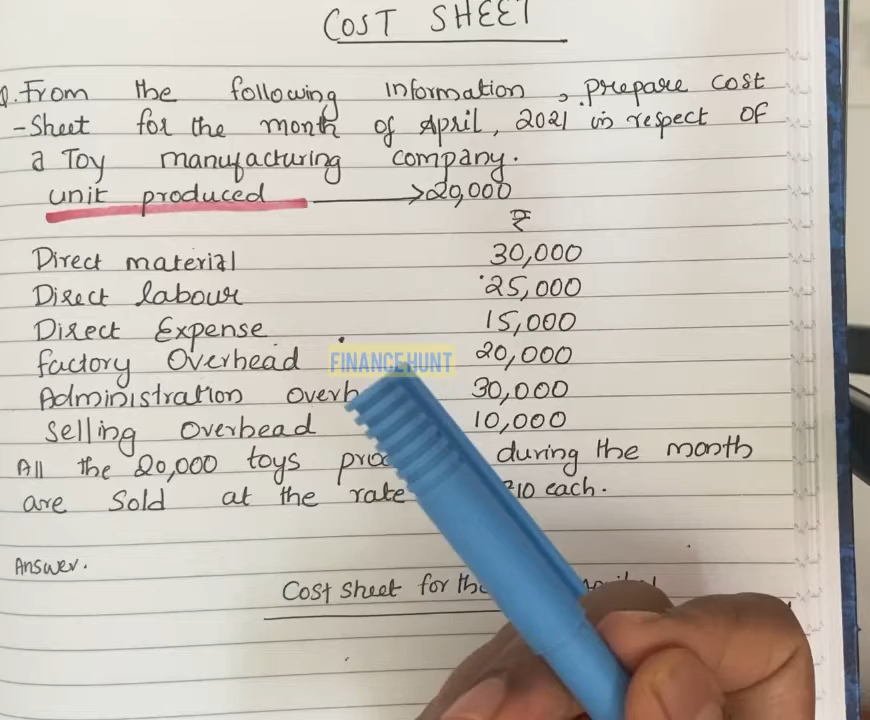 COST SHEET
Q. From the following information, prepare cost
-Sheet for the month of April, 2021 in respect of
a Toy manufacturing company.
unit produced → 20,000
₹
Direct material 30,000
Direct labour 25,000
Direct Expense 15,000
factory Overhead 20,000
FINANCE HUNT
Administration 30,000
Selling Overhead 10,000
All the 20,000 toys during the month
are Sold at the rate ₹10 each.
Answer.
Cost sheet for